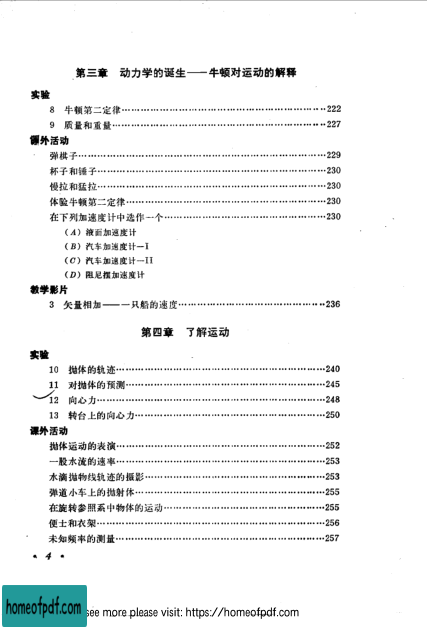 第三章 动力学的诞生——牛顿对运动的解释
实验
8 牛顿第二定律…………222
9 质量和重量…………227
课外活动
弹棋子…………229
杯子和锤子…………230
慢拉和猛拉…………230
体验牛顿第二定律…………230
在下列加速度计中选作一个…………230
(A) 液面加速度计
(B) 汽车加速度计—I
(C) 汽车加速度计—II
(D) 阻尼摆加速度计
教学影片
3 矢量相加——一只船的速度…………236
第四章 了解运动
实验
10 抛体的轨迹…………240
11 对抛体的预测…………245
12 向心力…………248
13 转台上的向心力…………250
课外活动
抛体运动的表演…………252
一股水流的速率…………253
水滴抛物线轨迹的摄影…………253
弹道小车上的抛射体…………255
在旋转参照系中物体的运动…………255
便士和衣架…………256
未知频率的测量…………257
• 4 •
homeofpdf.com
see more please visit: https://homeofpdf.com